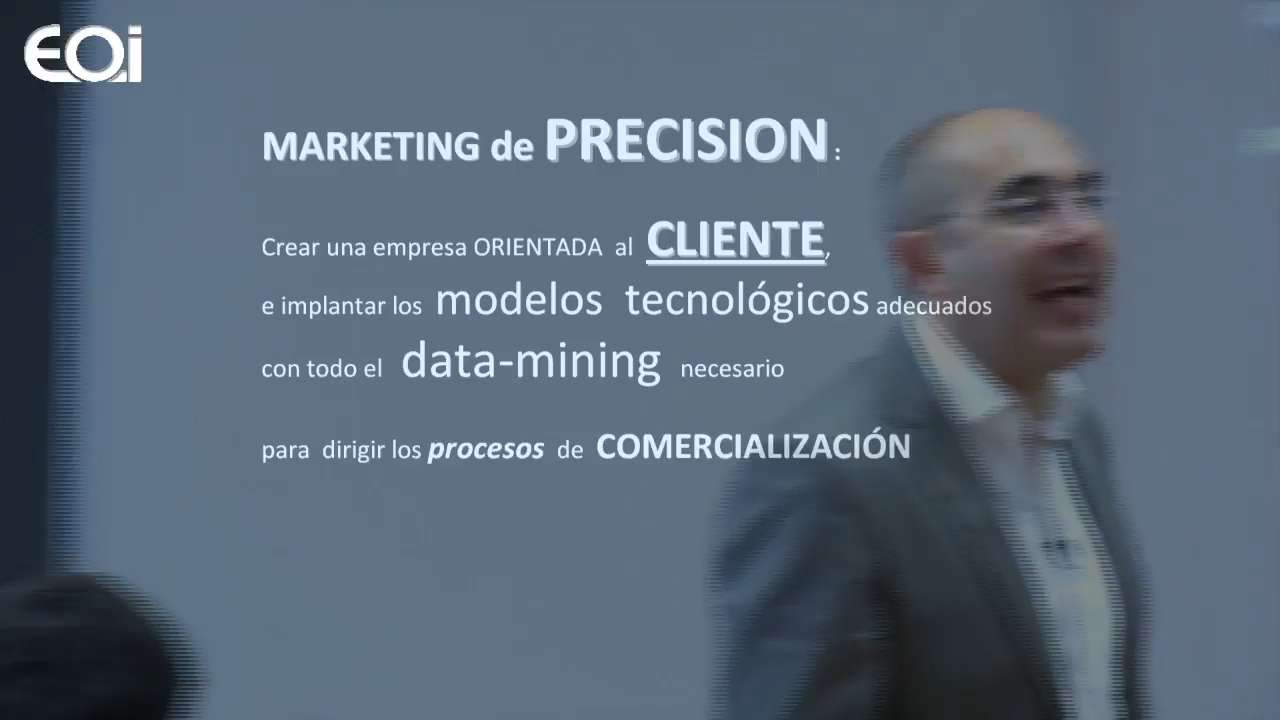 EOi
MARKETING de PRECISION :
Crear una empresa ORIENTADA al CLIENTE,
e implantar los modelos tecnológicos adecuados
con todo el data-mining necesario
para dirigir los procesos de COMERCIALIZACIÓN